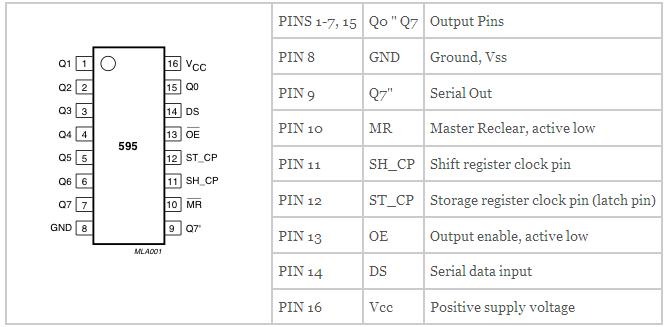 Q1 1 16 VCC
Q2 2 15 Q0
Q3 3 14 DS
Q4 4 13 OE
595
Q5 5 12 ST_CP
Q6 6 11 SH_CP
Q7 7 10 MR
GND 8 9 Q7'
MLA001
PINS 1-7, 15 Q0 " Q7 Output Pins
PIN 8 GND Ground, Vss
PIN 9 Q7" Serial Out
PIN 10 MR Master Reclear, active low
PIN 11 SH_CP Shift register clock pin
PIN 12 ST_CP Storage register clock pin (latch pin)
PIN 13 OE Output enable, active low
PIN 14 DS Serial data input
PIN 16 Vcc Positive supply voltage